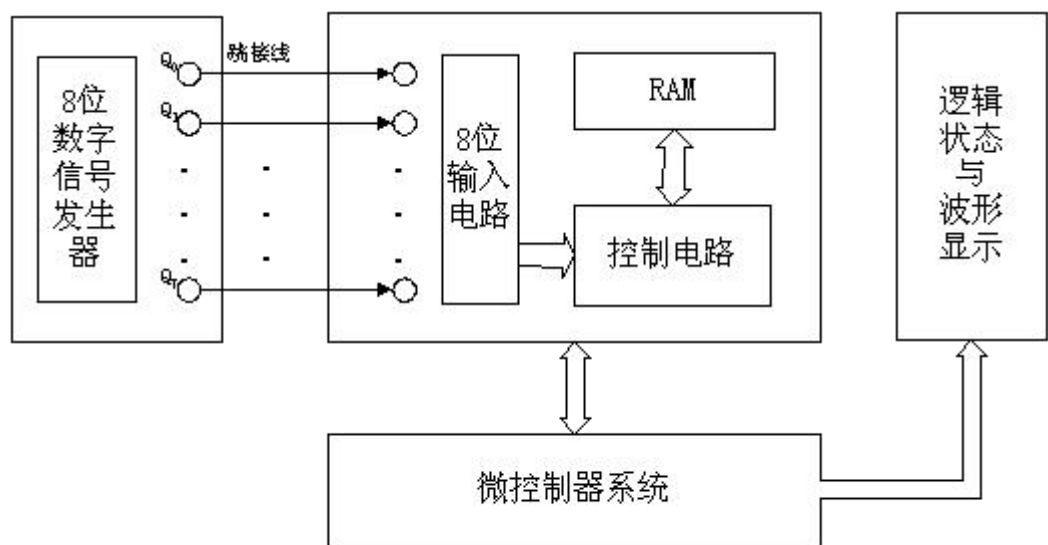 8位
数字
信号
发生
器
Q0
Q1
Q7
跨接线
8位
输入
电路
RAM
控制电路
逻辑
状态
与
波形
显示
微控制器系统